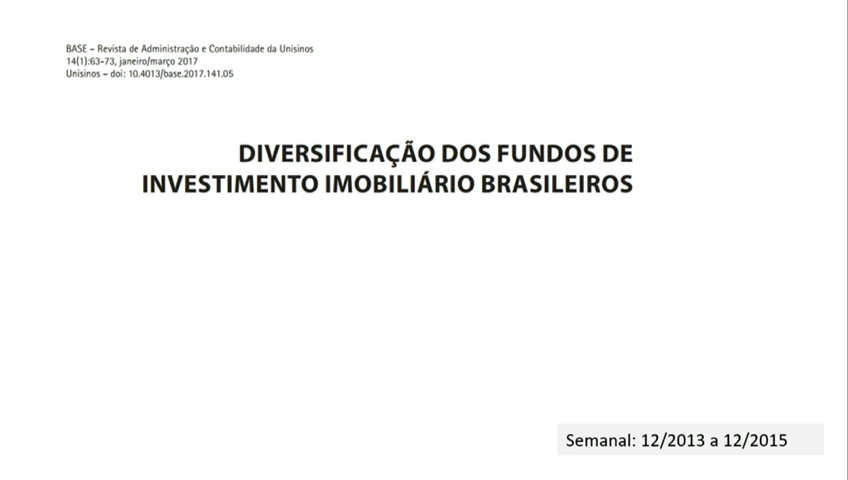 BASE – Revista de Administração e Contabilidade da Unisinos
14(1):63-73, janeiro/março 2017
Unisinos – doi: 10.4013/base.2017.141.05
DIVERSIFICAÇÃO DOS FUNDOS DE
INVESTIMENTO IMOBILIÁRIO BRASILEIROS
Semanal: 12/2013 a 12/2015